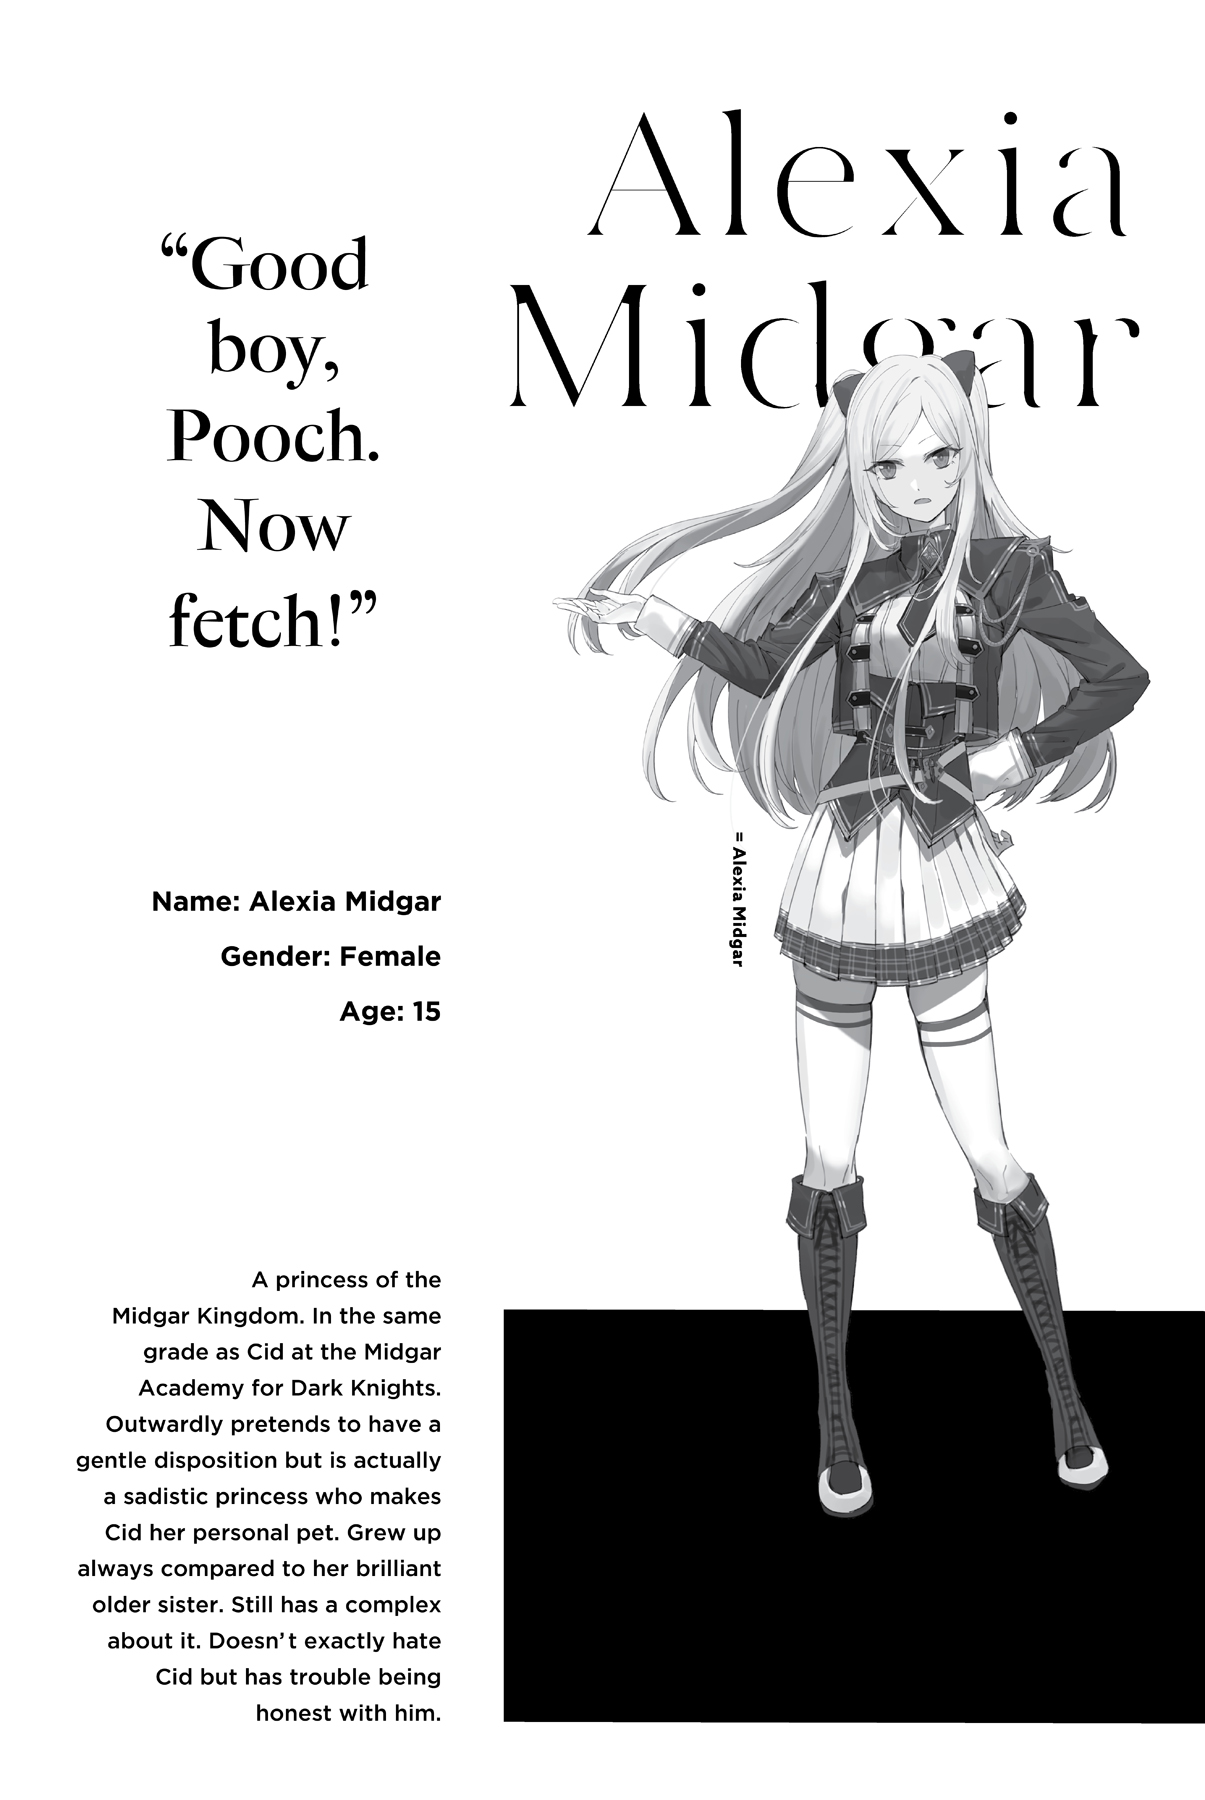 Alexia
Midgar
“Good
boy,
Pooch.
Now
fetch!”
= Alexia Midgar
Name: Alexia Midgar
Gender: Female
Age: 15
A princess of the
Midgar Kingdom. In the same
grade as Cid at the Midgar
Academy for Dark Knights.
Outwardly pretends to have a
gentle disposition but is actually
a sadistic princess who makes
Cid her personal pet. Grew up
always compared to her brilliant
older sister. Still has a complex
about it. Doesn’t exactly hate
Cid but has trouble being
honest with him.